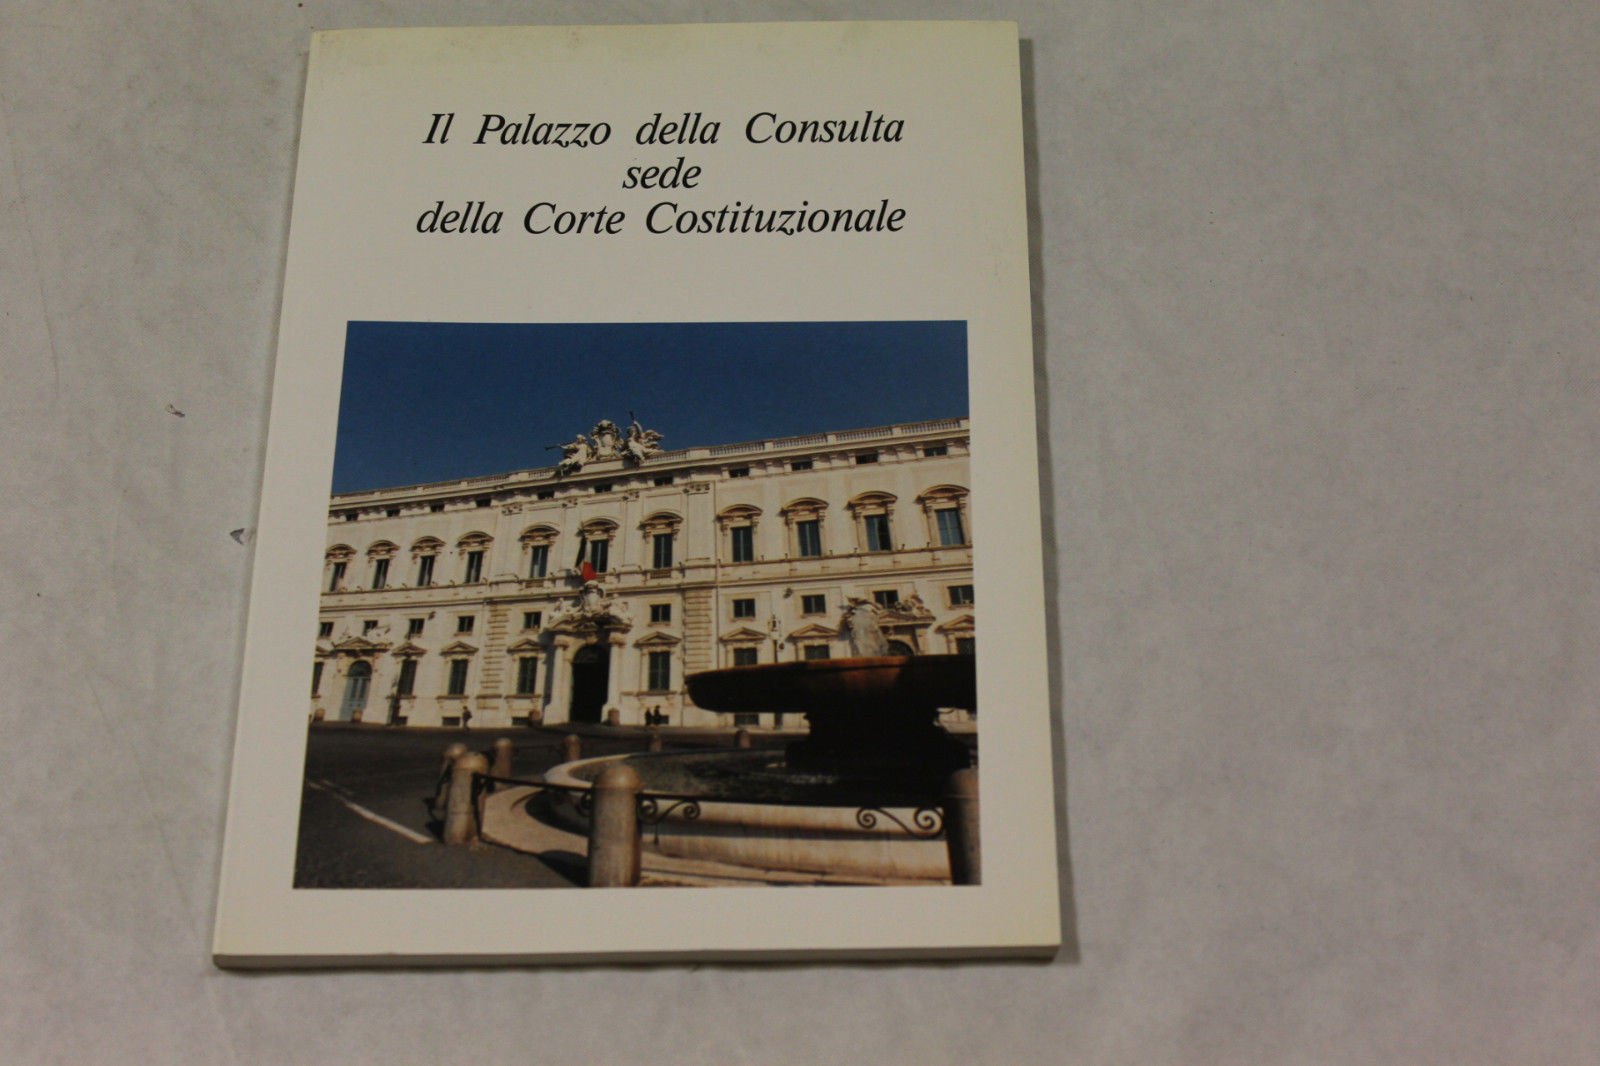 Il Palazzo della Consulta
sede
della Corte Costituzionale